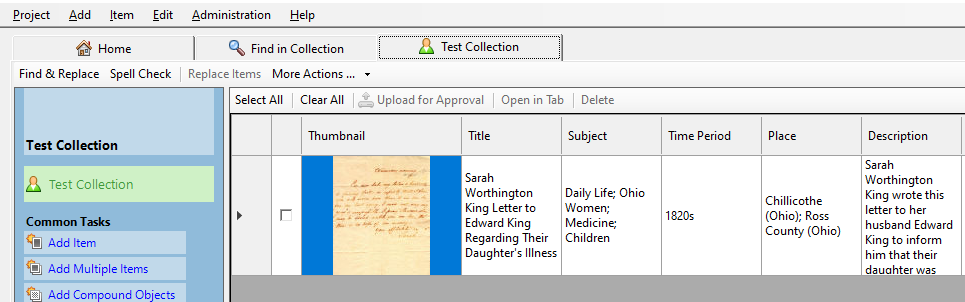 Project Add Item Edit Administration Help
Home Find in Collection Test Collection
Find & Replace Spell Check Replace Items More Actions ...
Select All Clear All Upload for Approval Open in Tab Delete
Test Collection
Test Collection
Common Tasks
Add Item
Add Multiple Items
Add Compound Objects
Thumbnail Title Subject Time Period Place Description
Sarah
Worthington
King Letter to
Edward King
Regarding Their
Daughter's Illness
Daily Life; Ohio
Women;
Medicine;
Children
1820s
Chillicothe
(Ohio); Ross
County (Ohio)
Sarah
Worthington
King wrote this
letter to her
husband Edward
King to inform
him that their
daughter was